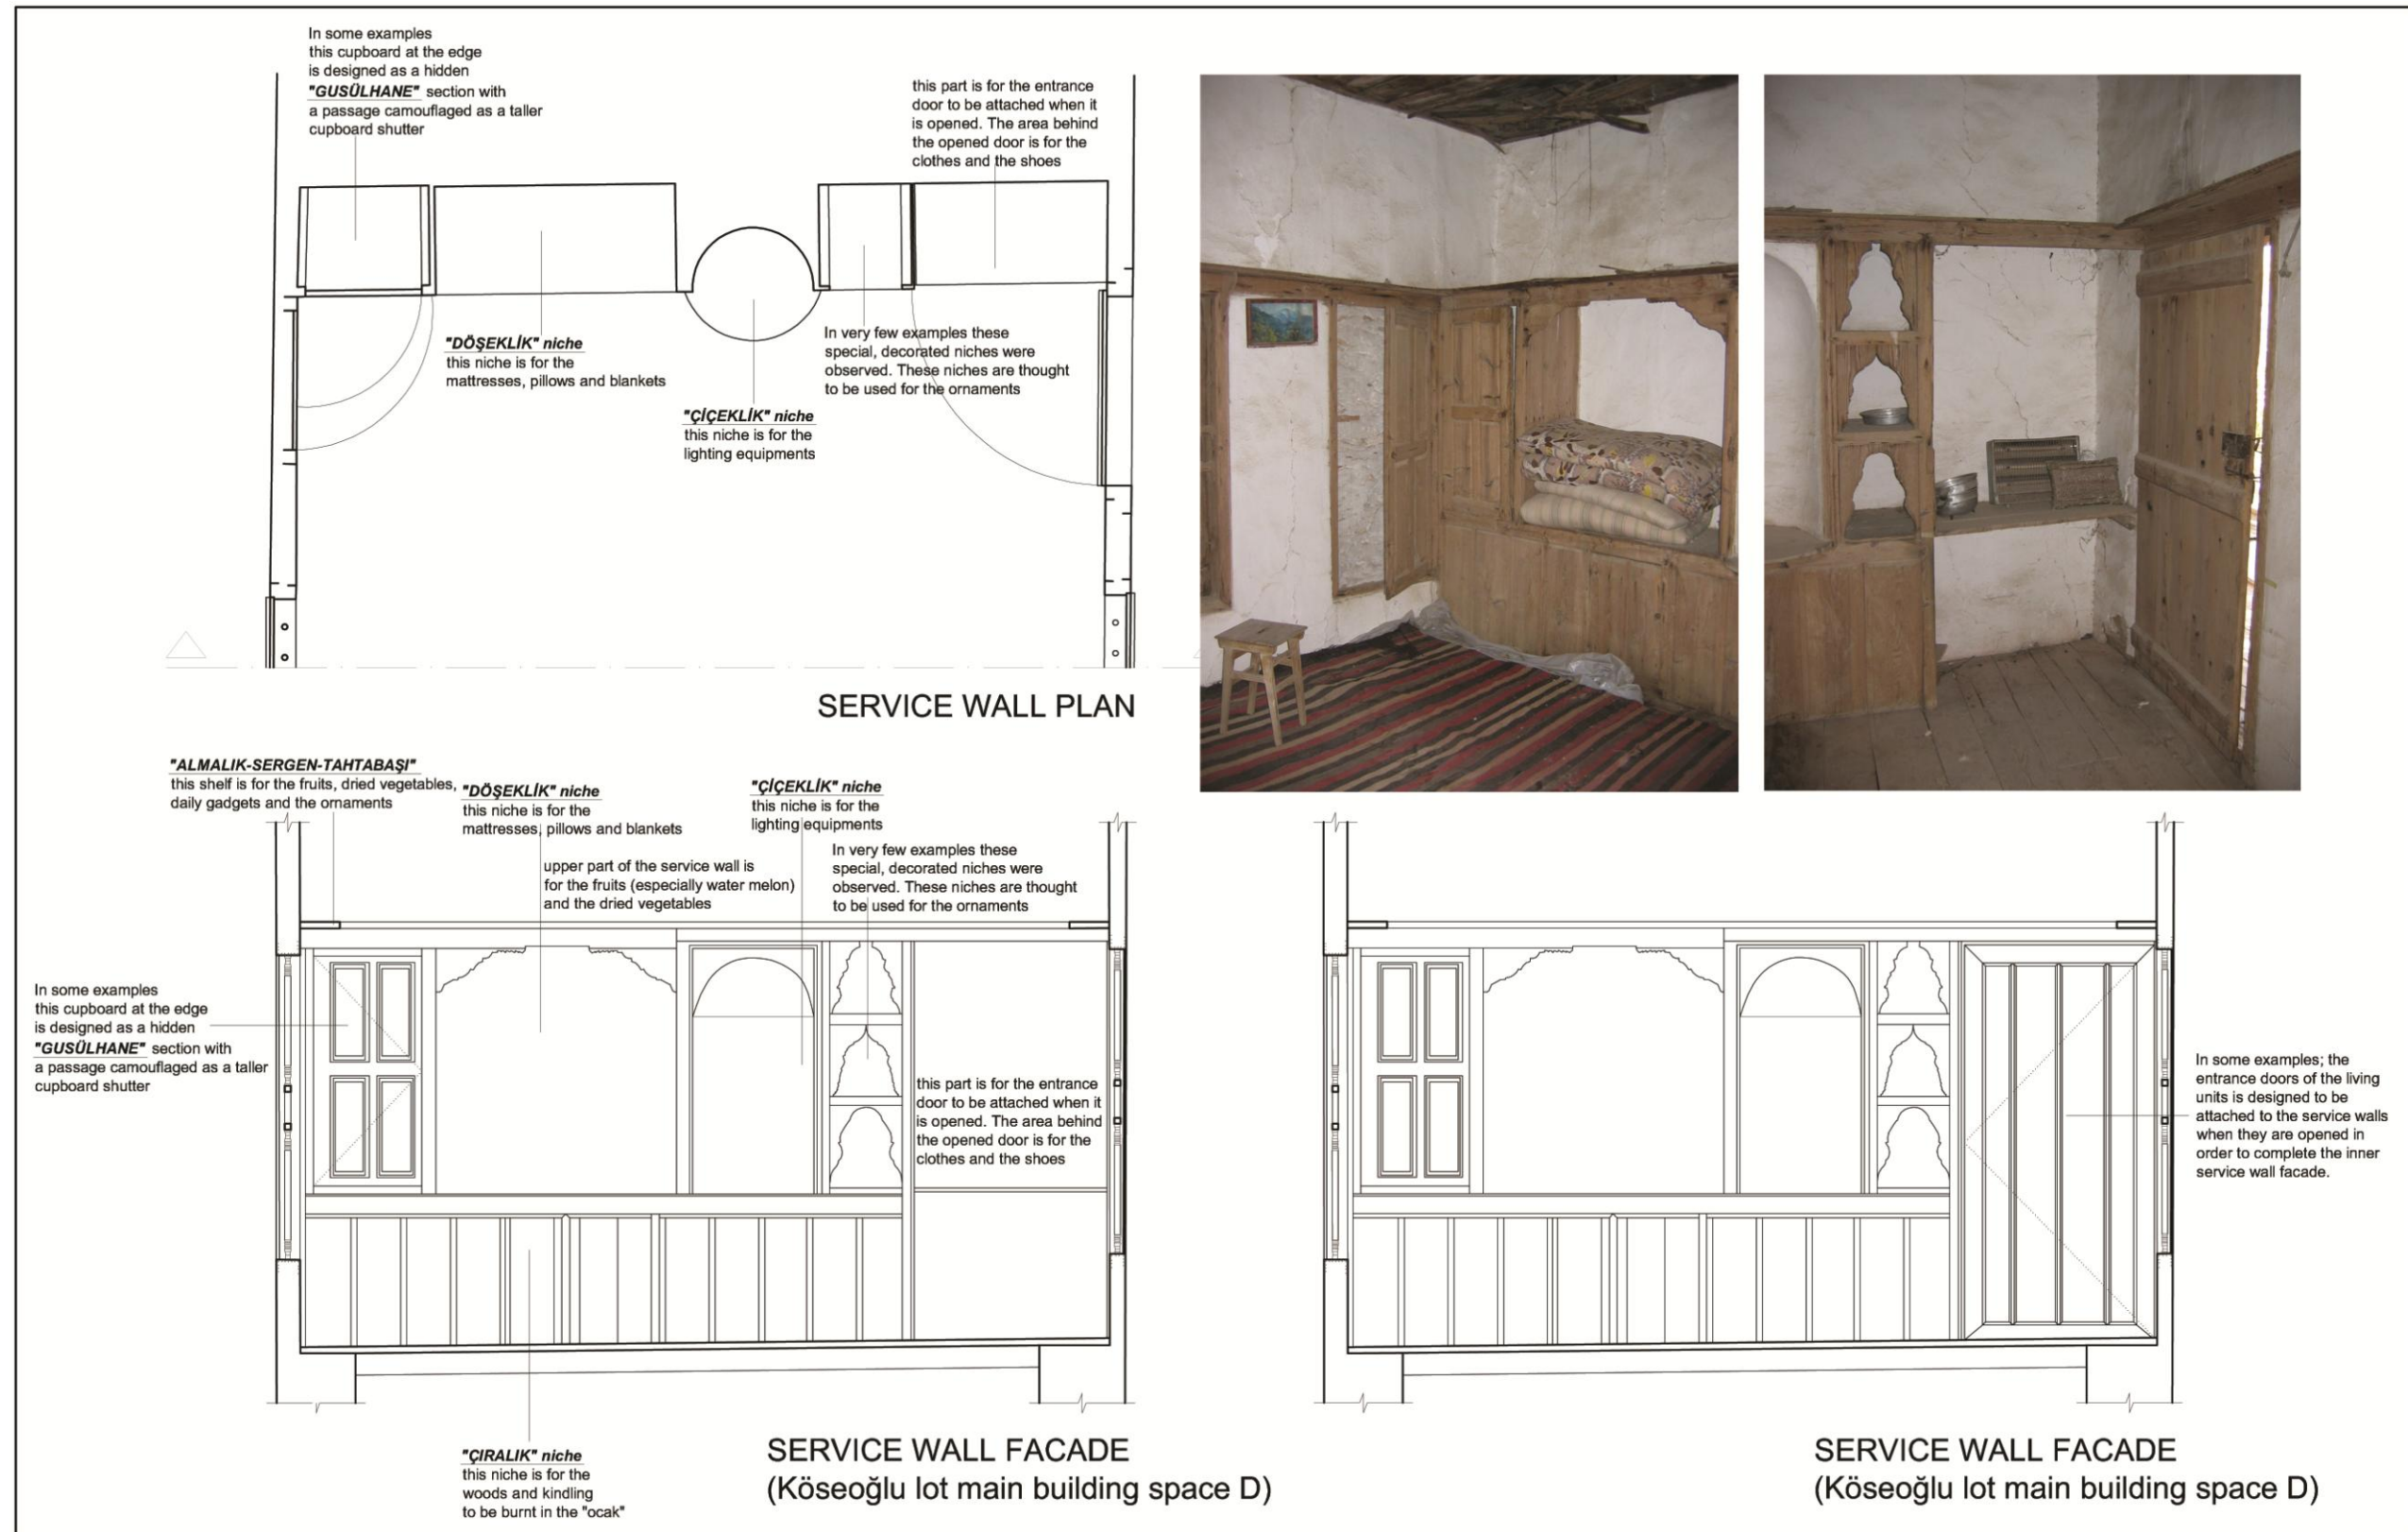 In some examples
this cupboard at the edge
is designed as a hidden
"GUSÜLHANE" section with
a passage camouflaged as a taller
cupboard shutter
this part is for the entrance
door to be attached when it
is opened. The area behind
the opened door is for the
clothes and the shoes
"DÖŞEKLİK" niche
this niche is for the
mattresses, pillows and blankets
"ÇİÇEKLİK" niche
this niche is for the
lighting equipments
In very few examples these
special, decorated niches were
observed. These niches are thought
to be used for the ornaments
SERVICE WALL PLAN
"ALMALIK-SERGEN-TAHTABAŞI"
this shelf is for the fruits, dried vegetables,
daily gadgets and the ornaments
"DÖŞEKLİK" niche
this niche is for the
mattresses, pillows and blankets
upper part of the service wall is
for the fruits (especially water melon)
and the dried vegetables
"ÇİÇEKLİK" niche
this niche is for the
lighting equipments
In very few examples these
special, decorated niches were
observed. These niches are thought
to be used for the ornaments
In some examples
this cupboard at the edge
is designed as a hidden
"GUSÜLHANE" section with
a passage camouflaged as a taller
cupboard shutter
this part is for the entrance
door to be attached when it
is opened. The area behind
the opened door is for the
clothes and the shoes
In some examples; the
entrance doors of the living
units is designed to be
attached to the service walls
when they are opened in
order to complete the inner
service wall facade.
"ÇIRALIK" niche
this niche is for the
woods and kindling
to be burnt in the "ocak"
SERVICE WALL FACADE
(Köseoğlu lot main building space D)
SERVICE WALL FACADE
(Köseoğlu lot main building space D)